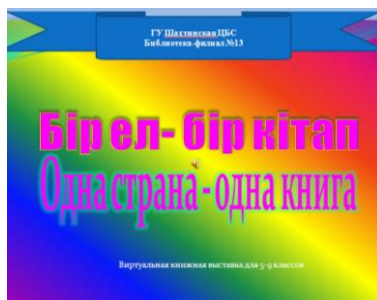 ГУ Шахтинская ЦБС
Библиотека-филиал №13
Бір ел- бір кітап
Одна страна - одна книга
Виртуальная книжная выставка для 5-9 классов